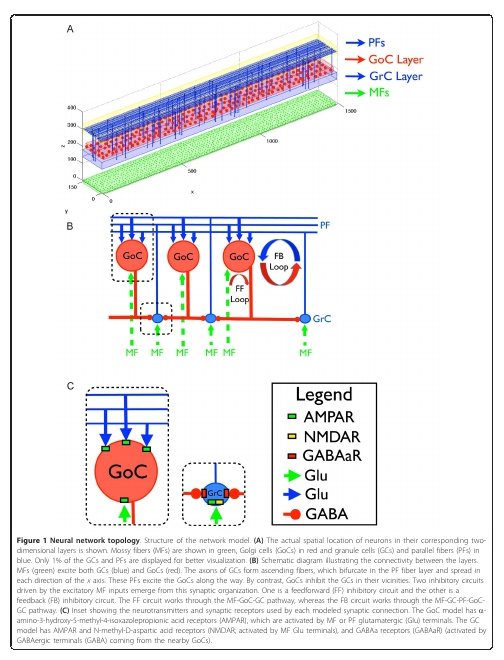 A
PFs
GoC Layer
GrC Layer
MFs
400
300
200
100
0
z
150
0
y
0
500
1000
1500
x
B
PF
GoC
GoC
GoC
FB
Loop
FF
Loop
GrC
MF
MF
MF
MF
MF
MF
C
GoC
GrC
Legend
AMPAR
NMDAR
GABAaR
Glu
Glu
GABA
Figure 1 Neural network topology. Structure of the network model. (A) The actual spatial location of neurons in their corresponding two-
dimensional layers is shown. Mossy fibers (MFs) are shown in green, Golgi cells (GoCs) in red and granule cells (GCs) and parallel fibers (PFs) in
blue. Only 1% of the GCs and PFs are displayed for better visualization. (B) Schematic diagram illustrating the connectivity between the layers.
MFs (green) excite both GCs (blue) and GoCs (red). The axons of GCs form ascending fibers, which bifurcate in the PF fiber layer and spread in
each direction of the x axis. These PFs excite the GoCs along the way. By contrast, GoCs inhibit the GCs in their vicinities. Two inhibitory circuits
driven by the excitatory MF inputs emerge from this synaptic organization. One is a feedforward (FF) inhibitory circuit and the other is a
feedback (FB) inhibitory circuit. The FF circuit works through the MF-GoC-GC pathway, whereas the FB circuit works through the MF-GC-PF-GoC-
GC pathway. (C) Inset showing the neurotransmitters and synaptic receptors used by each modeled synaptic connection. The GoC model has α-
amino-3-hydroxy-5-methyl-4-isoxazolepropionic acid receptors (AMPAR), which are activated by MF or PF glutamatergic (Glu) terminals. The GC
model has AMPAR and N-methyl-D-aspartic acid receptors (NMDAR; activated by MF Glu terminals), and GABAa receptors (GABAaR) (activated by
GABAergic terminals (GABA) coming from the nearby GoCs).